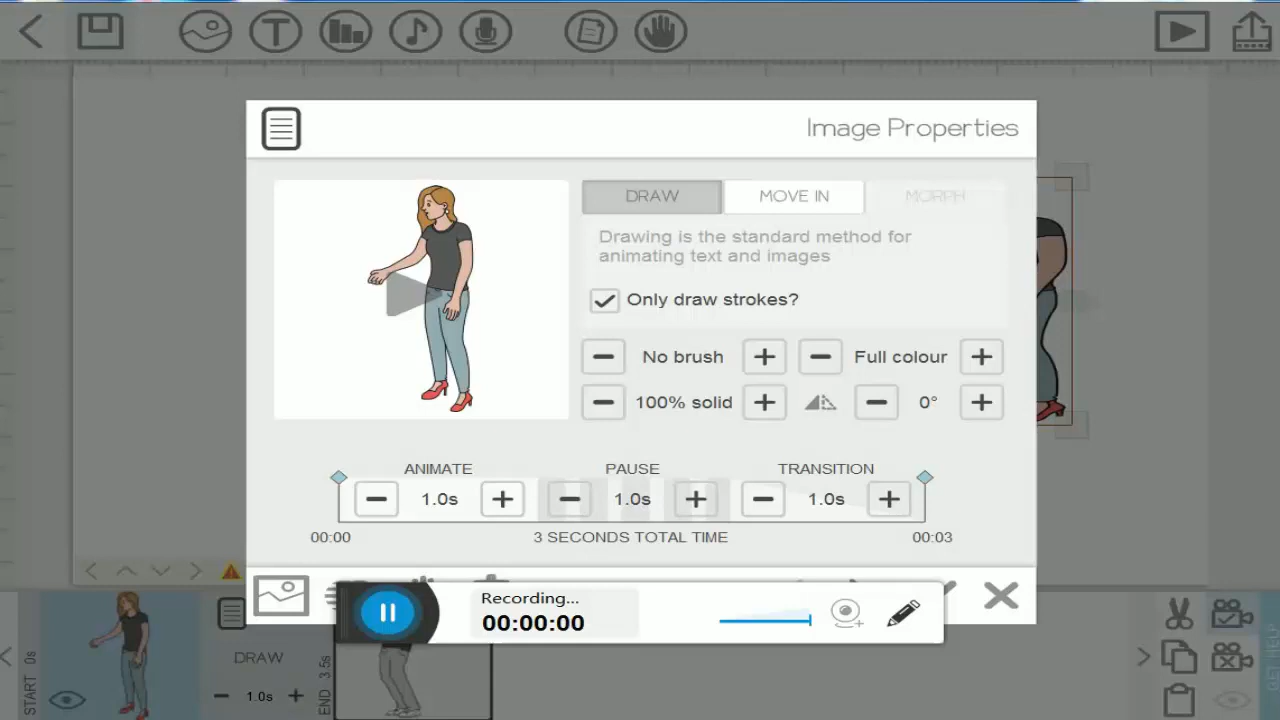 T
Image Properties
DRAW
MOVE IN
MORPH
Drawing is the standard method for
animating text and images
Only draw strokes?
No brush
Full colour
100% solid
0°
ANIMATE
PAUSE
TRANSITION
1.0s
1.0s
1.0s
00:00
3 SECONDS TOTAL TIME
00:03
Recording...
00:00:00
START 0s
DRAW
1.0s
END 3.5s
GET HELP